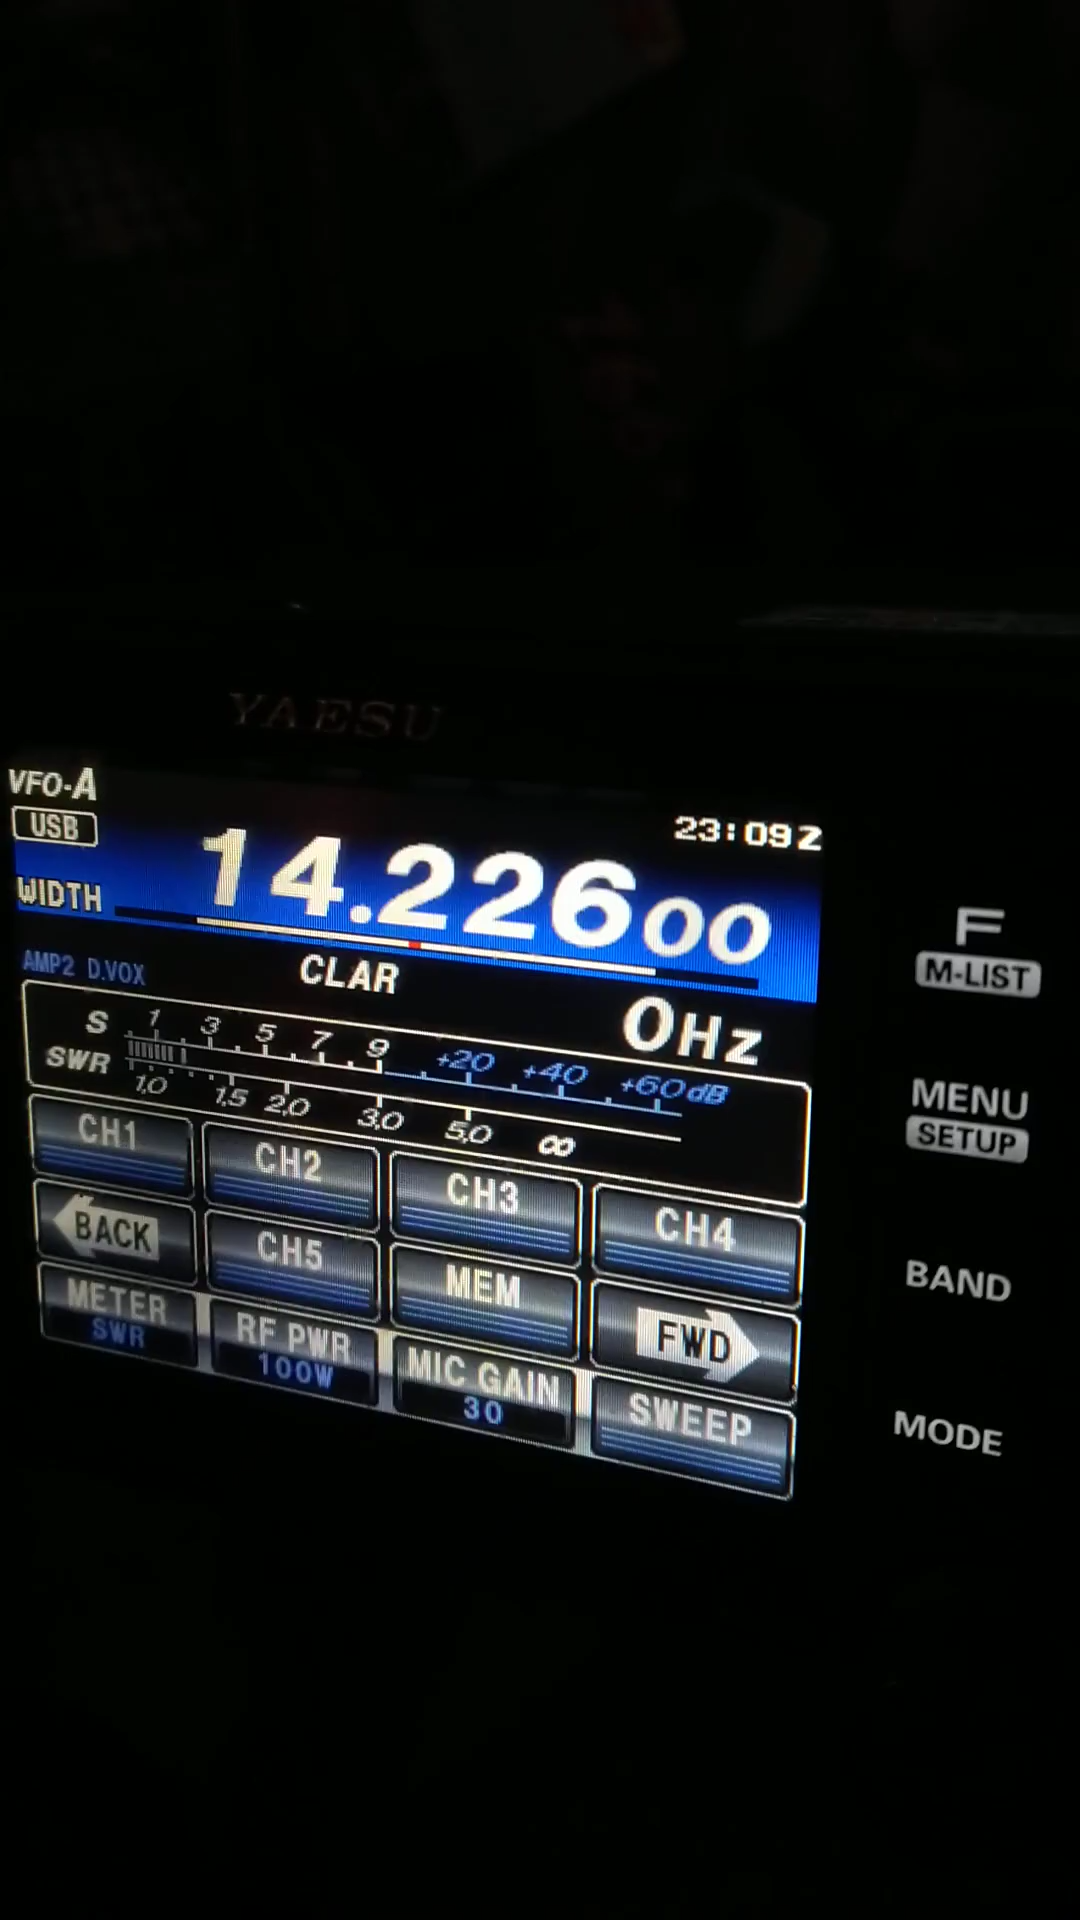 YAESU
VFO-A
USB
23:09Z
14.22600
WIDTH
AMP2 D.VOX
CLAR
0Hz
S 1 3 5 7 9 +20 +40 +60dB
SWR 1,0 1,5 2,0 3,0 5,0 ∞
CH1 CH2 CH3 CH4
BACK CH5 MEM FWD
METER RF PWR MIC GAIN SWEEP
SWR 100W 30
F
M-LIST
MENU
SETUP
BAND
MODE